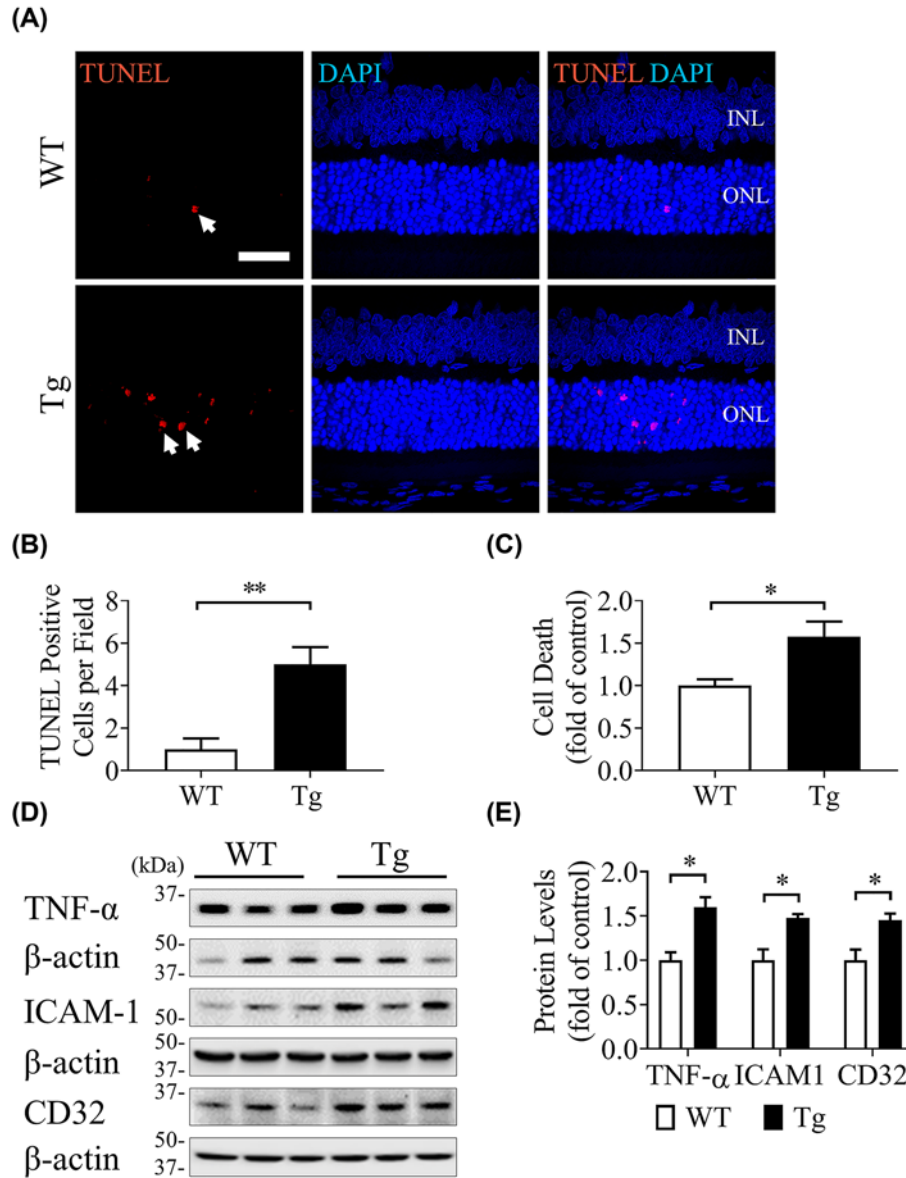 (A)
TUNEL DAPI TUNEL DAPI
WT
INL
ONL
Tg
INL
ONL
(B)
TUNEL Positive
Cells per Field
8
6
4
2
0
**
WT Tg
(C)
Cell Death
(fold of control)
2.0
1.5
1.0
0.5
0.0
*
WT Tg
(D)
(kDa) WT Tg
TNF-α 37-
β-actin 50- 37-
ICAM-1 50-
β-actin 50- 37-
CD32 37-
β-actin 50- 37-
(E)
Protein Levels
(fold of control)
2.0
1.5
1.0
0.5
0.0
* * *
TNF-α ICAM1 CD32
WT Tg